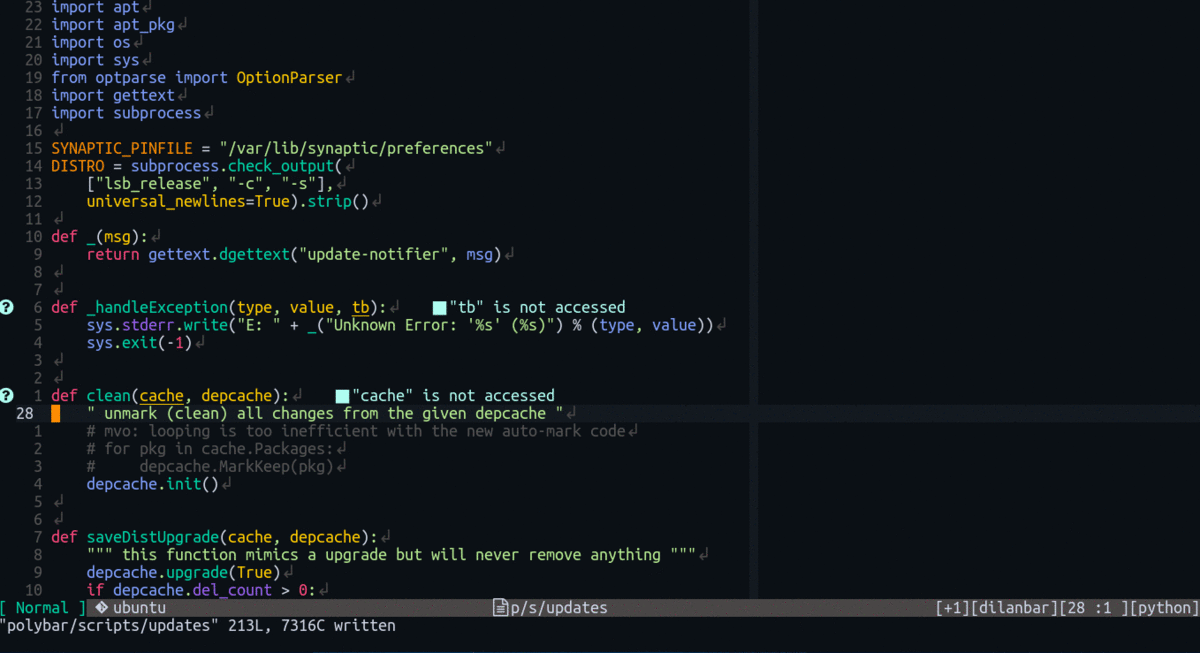 23 import apt
22 import apt_pkg
21 import os
20 import sys
19 from optparse import OptionParser
18 import gettext
17 import subprocess
16
15 SYNAPTIC_PINFILE = "/var/lib/synaptic/preferences"
14 DISTRO = subprocess.check_output(
13     ["lsb_release", "-c", "-s"],
12     universal_newlines=True).strip()
11
10 def _(msg):
9     return gettext.dgettext("update-notifier", msg)
8
7
? 6 def _handleException(type, value, tb):    "tb" is not accessed
5     sys.stderr.write("E: " + _("Unknown Error: '%s' (%s)") % (type, value))
4     sys.exit(-1)
3
2
? 1 def clean(cache, depcache):    "cache" is not accessed
28     " unmark (clean) all changes from the given depcache "
1     # mvo: looping is too inefficient with the new auto-mark code
2     # for pkg in cache.Packages:
3     #     depcache.MarkKeep(pkg)
4     depcache.init()
5
6
7 def saveDistUpgrade(cache, depcache):
8     """ this function mimics a upgrade but will never remove anything """
9     depcache.upgrade(True)
10     if depcache.del_count > 0:
[ Normal ] ubuntu p/s/updates [+1][dilanbar][28 :1 ][python]
"polybar/scripts/updates" 213L, 7316C written